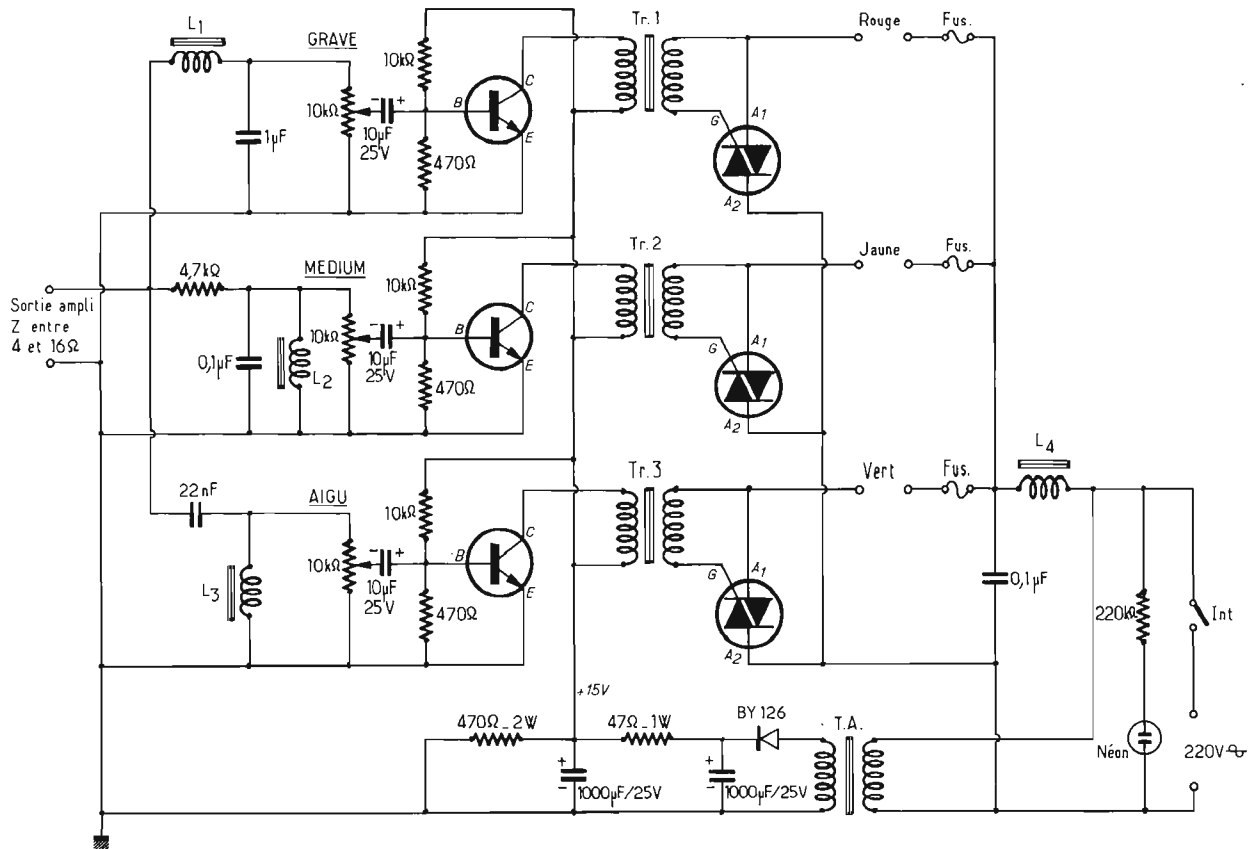 L1
GRAVE
10kΩ
1µF
10kΩ
- +
10µF
25V
470Ω
B
C
E
Tr.1
G
A1
A2
Rouge
Fus.
Sortie ampli
Z entre
4 et 16Ω
4,7kΩ
MEDIUM
10kΩ
0,1µF
L2
10kΩ
- +
10µF
25V
470Ω
B
C
E
Tr.2
G
A1
A2
Jaune
Fus.
22nF
AIGU
10kΩ
L3
10kΩ
- +
10µF
25V
470Ω
B
C
E
Tr.3
G
A1
A2
Vert
Fus.
L4
0,1µF
220kΩ
Int
Néon
220V
+15V
470Ω_2W
47Ω_1W
BY 126
T.A.
+
-
1000µF/25V
+
-
1000µF/25V